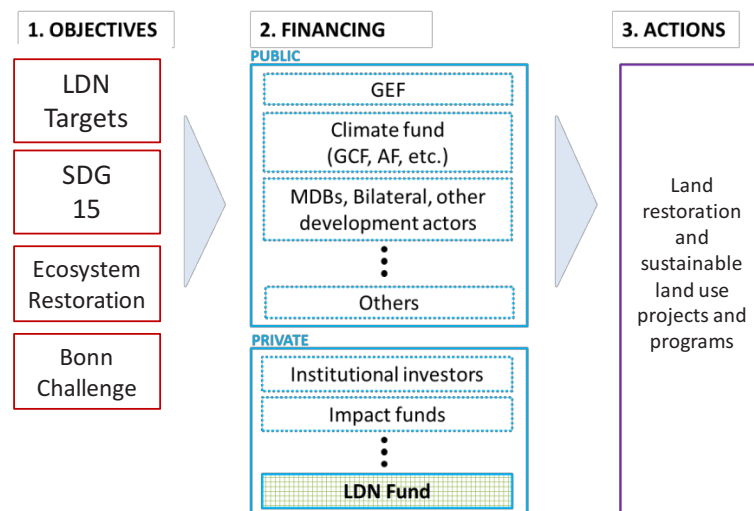 1. OBJECTIVES
LDN
Targets
SDG
15
Ecosystem
Restoration
Bonn
Challenge
2. FINANCING
PUBLIC
GEF
Climate fund
(GCF, AF, etc.)
MDBs, Bilateral, other
development actors
Others
PRIVATE
Institutional investors
Impact funds
LDN Fund
3. ACTIONS
Land
restoration
and
sustainable
land use
projects and
programs